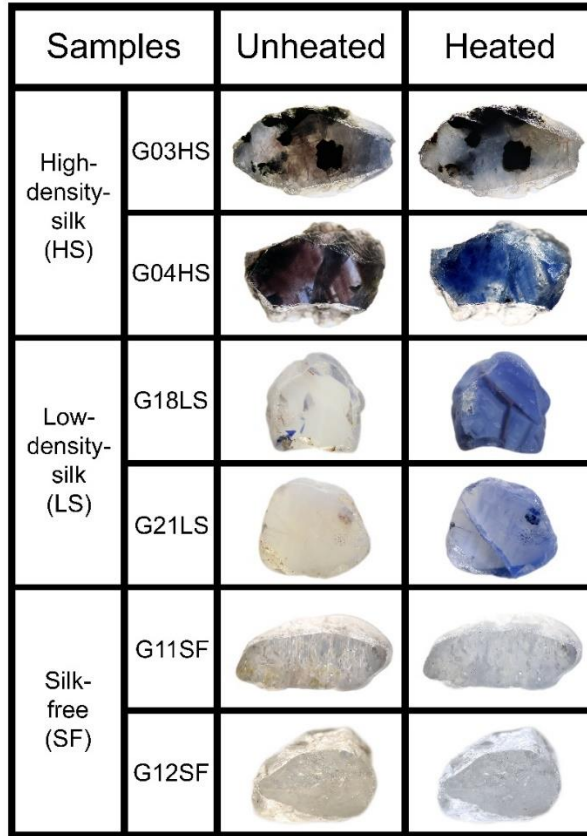 Samples Unheated Heated
High-
density-
silk
(HS)
G03HS
G04HS
Low-
density-
silk
(LS)
G18LS
G21LS
Silk-
free
(SF)
G11SF
G12SF